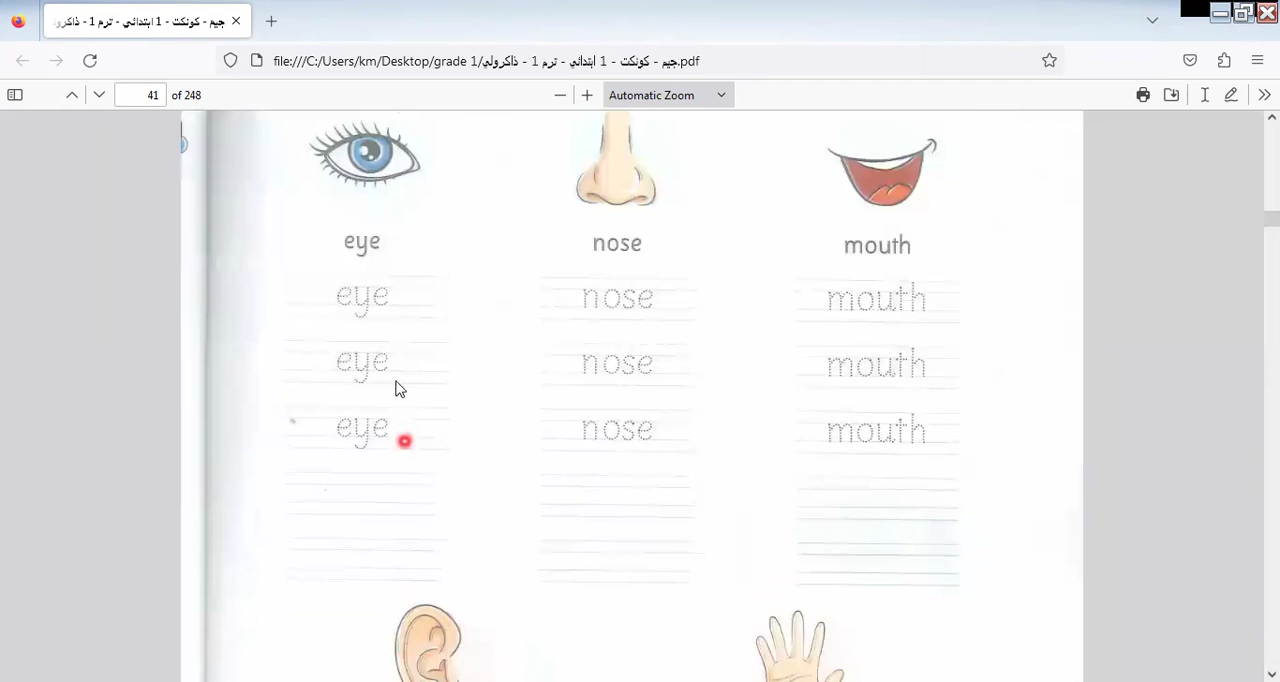 جيم - كونكت - 1 ابتدائي - ترم 1 - ذاكرولي
file:///C:/Users/km/Desktop/grade 1/جيم - كونكت - 1 ابتدائي - ترم 1 - ذاكرولي.pdf
41 of 248
Automatic Zoom
eye nose mouth
eye nose mouth
eye nose mouth
eye nose mouth